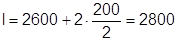 l = 2600 + 2 · 200/2 = 2800